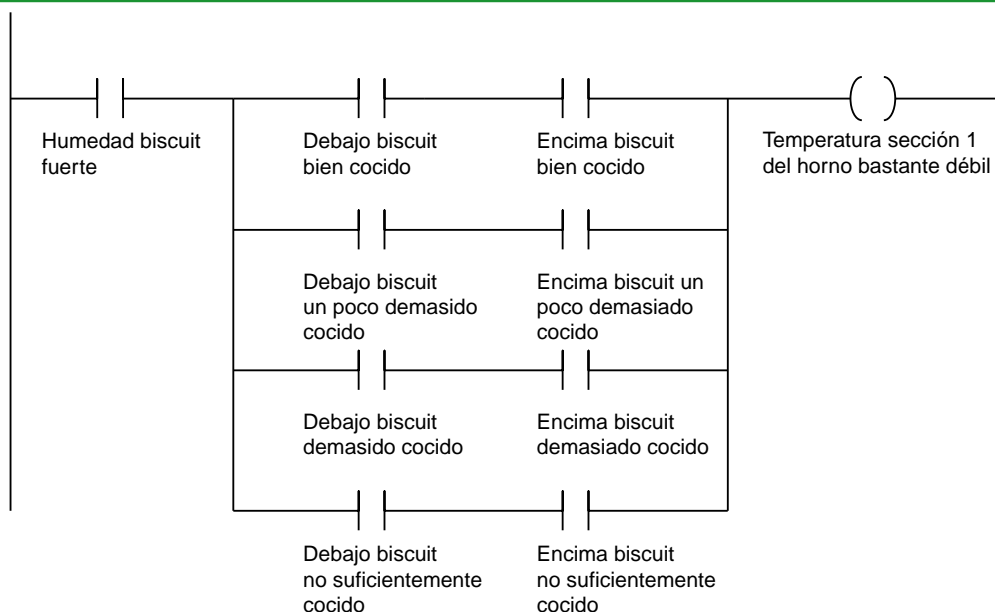 Humedad biscuit
fuerte
Debajo biscuit
bien cocido
Encima biscuit
bien cocido
Temperatura sección 1
del horno bastante débil
Debajo biscuit
un poco demasido
cocido
Encima biscuit un
poco demasiado
cocido
Debajo biscuit
demasido cocido
Encima biscuit
demasiado cocido
Debajo biscuit
no suficientemente
cocido
Encima biscuit
no suficientemente
cocido